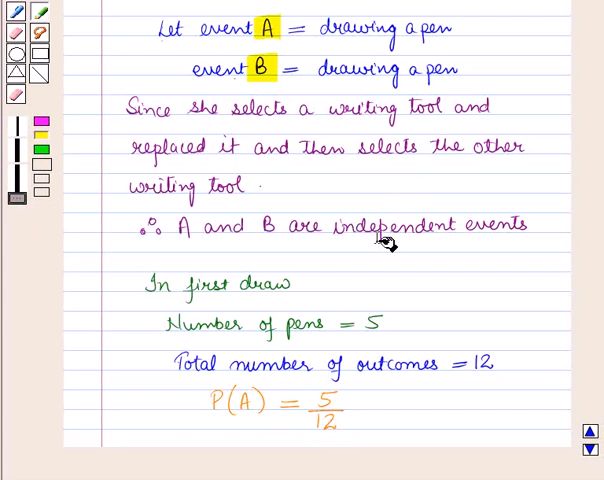 Let event A = drawing a pen
event B = drawing a pen
Since she selects a writing tool and
replaced it and then selects the other
writing tool.
∴ A and B are independent events
In first draw
Number of pens = 5
Total number of outcomes = 12
P(A) = 5/12